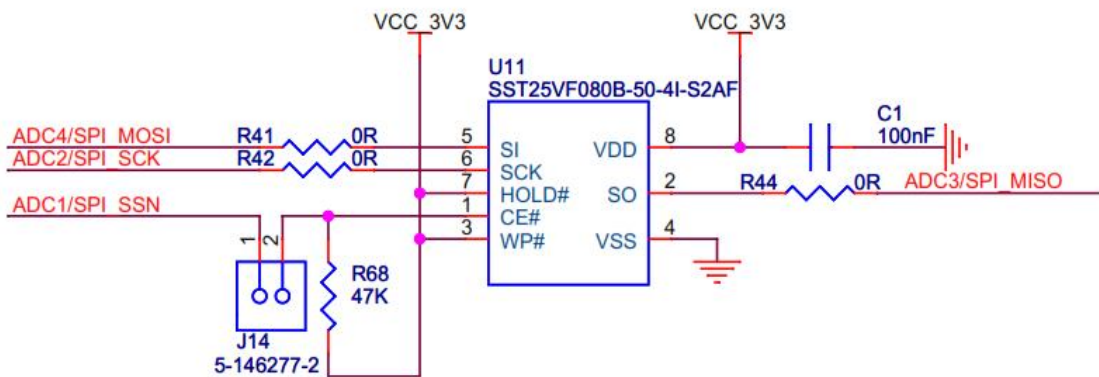 VCC_3V3
VCC_3V3
U11
SST25VF080B-50-4I-S2AF
C1
100nF
ADC4/SPI_MOSI
R41
0R
5
SI
VDD
8
ADC2/SPI_SCK
R42
0R
6
SCK
7
HOLD#
SO
2
R44
0R
ADC3/SPI_MISO
ADC1/SPI_SSN
1
CE#
3
WP#
VSS
4
1
2
R68
47K
J14
5-146277-2